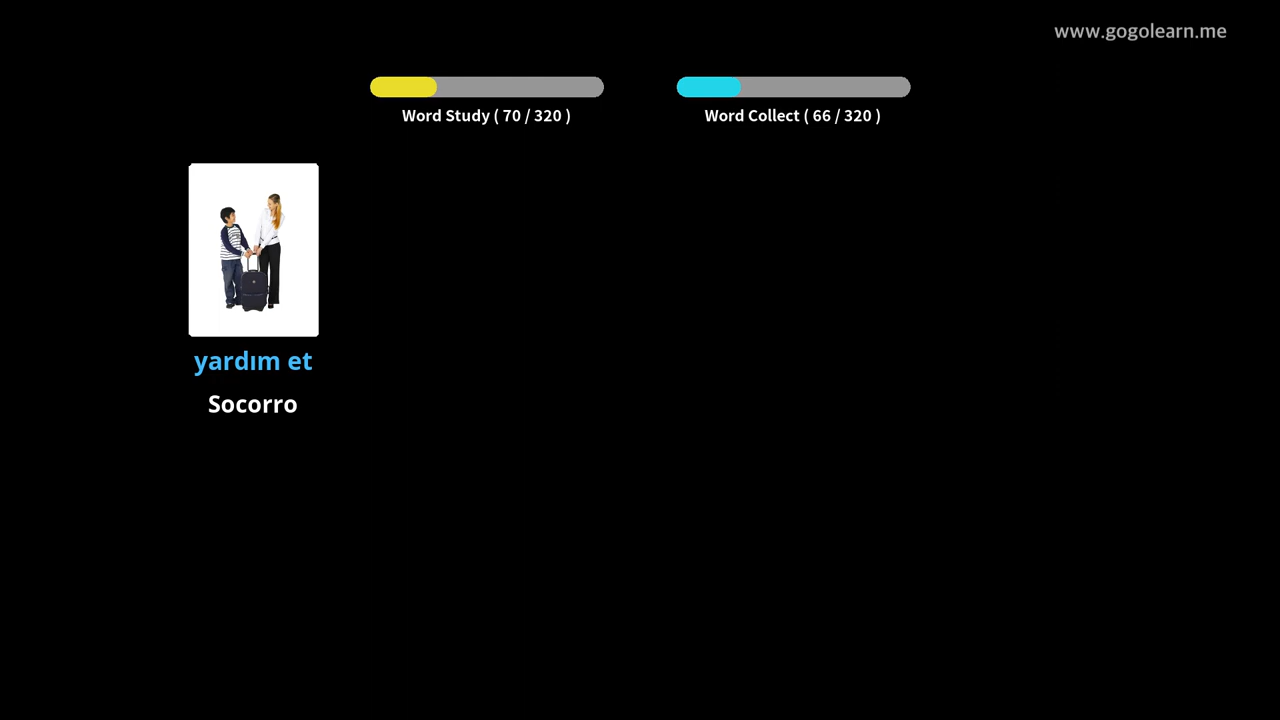 www.gogolearn.me
Word Study ( 70 / 320 )
Word Collect ( 66 / 320 )
yardım et
Socorro